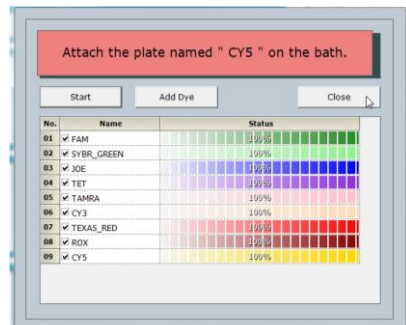 Attach the plate named " CY5 " on the bath.
Start Add Dye Close
No. Name Status
01 FAM 100%
02 SYBR_GREEN 100%
03 JOE 100%
04 TET 100%
05 TAMRA 100%
06 CY3 100%
07 TEXAS_RED 100%
08 ROX 100%
09 CY5 100%